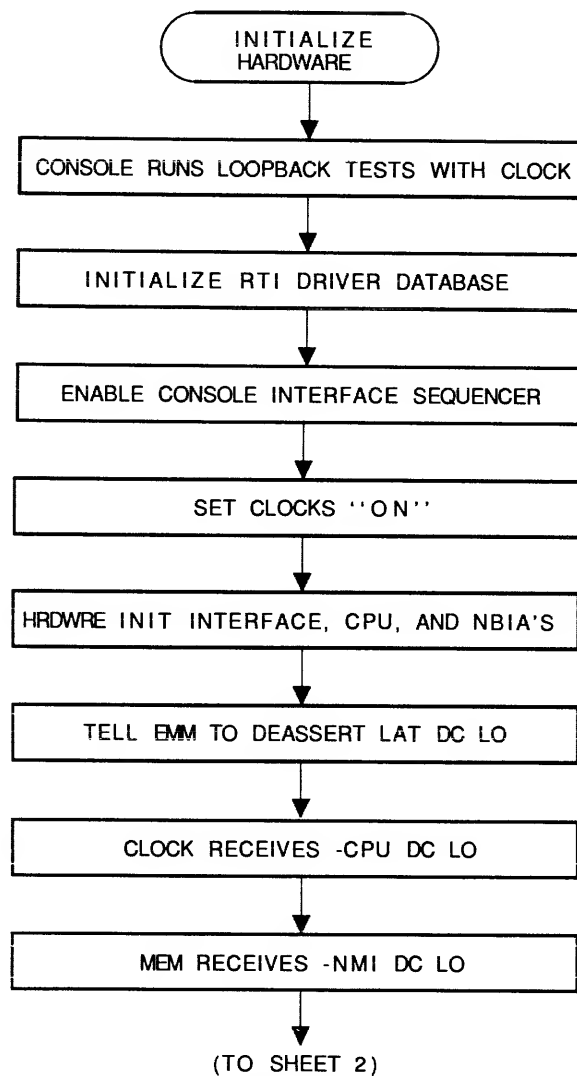 INITIALIZE
HARDWARE
CONSOLE RUNS LOOPBACK TESTS WITH CLOCK
INITIALIZE RTI DRIVER DATABASE
ENABLE CONSOLE INTERFACE SEQUENCER
SET CLOCKS ''ON''
HRDWRE INIT INTERFACE, CPU, AND NBIA'S
TELL EMM TO DEASSERT LAT DC LO
CLOCK RECEIVES -CPU DC LO
MEM RECEIVES -NMI DC LO
(TO SHEET 2)